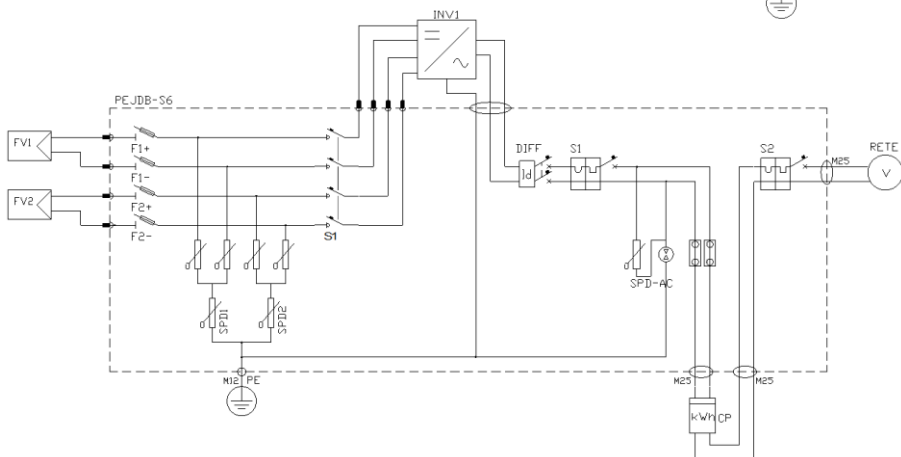 INV1
PEJDB-S6
FV1
F1+
F1-
FV2
F2+
F2-
S1
SPD1
SPD2
M12 PE
DIFF
Id
S1
SPD-AC
S2
M25
RETE
V
M25
M25
kWh CP